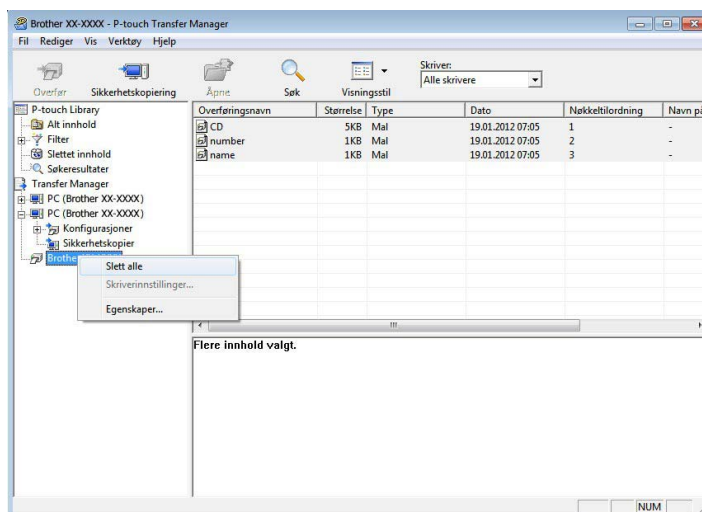 Brother XX-XXXX - P-touch Transfer Manager
Fil Rediger Vis Verktøy Hjelp
Overfør Sikkerhetskopiering Åpne Søk Visningsstil
Skriver:
Alle skrivere
P-touch Library
Alt innhold
Filter
Slettet innhold
Søkeresultater
Transfer Manager
PC (Brother XX-XXXX)
PC (Brother XX-XXXX)
Konfigurasjoner
Sikkerhetskopier
Brothe
Slett alle
Skriverinnstillinger...
Egenskaper...
Overføringsnavn Størrelse Type Dato Nøkkeltilordning Navn på
CD 5KB Mal 19.01.2012 07:05 1 -
number 1KB Mal 19.01.2012 07:05 2 -
name 1KB Mal 19.01.2012 07:05 3 -
Flere innhold valgt.
NUM